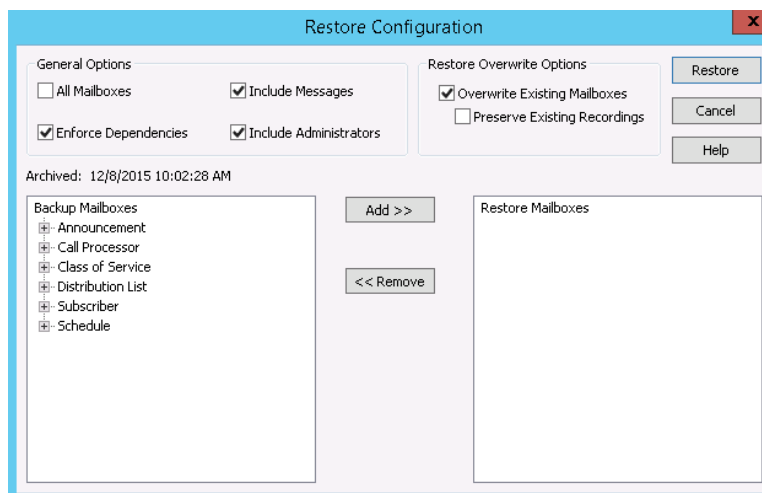 Restore Configuration
x
General Options
All Mailboxes
Include Messages
Enforce Dependencies
Include Administrators
Restore Overwrite Options
Overwrite Existing Mailboxes
Preserve Existing Recordings
Restore
Cancel
Help
Archived: 12/8/2015 10:02:28 AM
Backup Mailboxes
Announcement
Call Processor
Class of Service
Distribution List
Subscriber
Schedule
Add >>
<< Remove
Restore Mailboxes